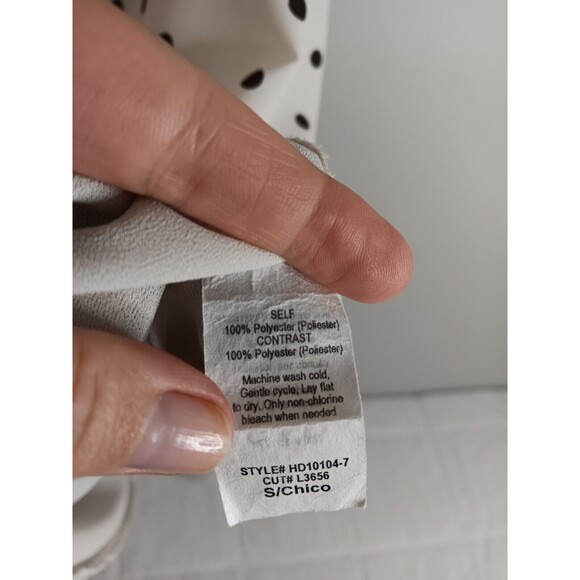 SELF
100% Polyester (Poliester)
CONTRAST
100% Polyester (Poliester)
Machine wash cold,
Gentle cycle, Lay flat
to dry. Only non-chlorine
bleach when needed
STYLE# HD10104-7
CUT# L3656
S/Chico